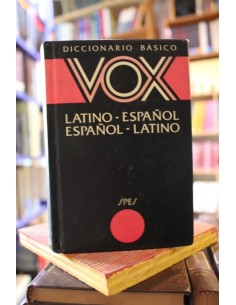 DICCIONARIO BÁSICO
VOX
LATINO-ESPAÑOL
ESPAÑOL-LATINO
SPES